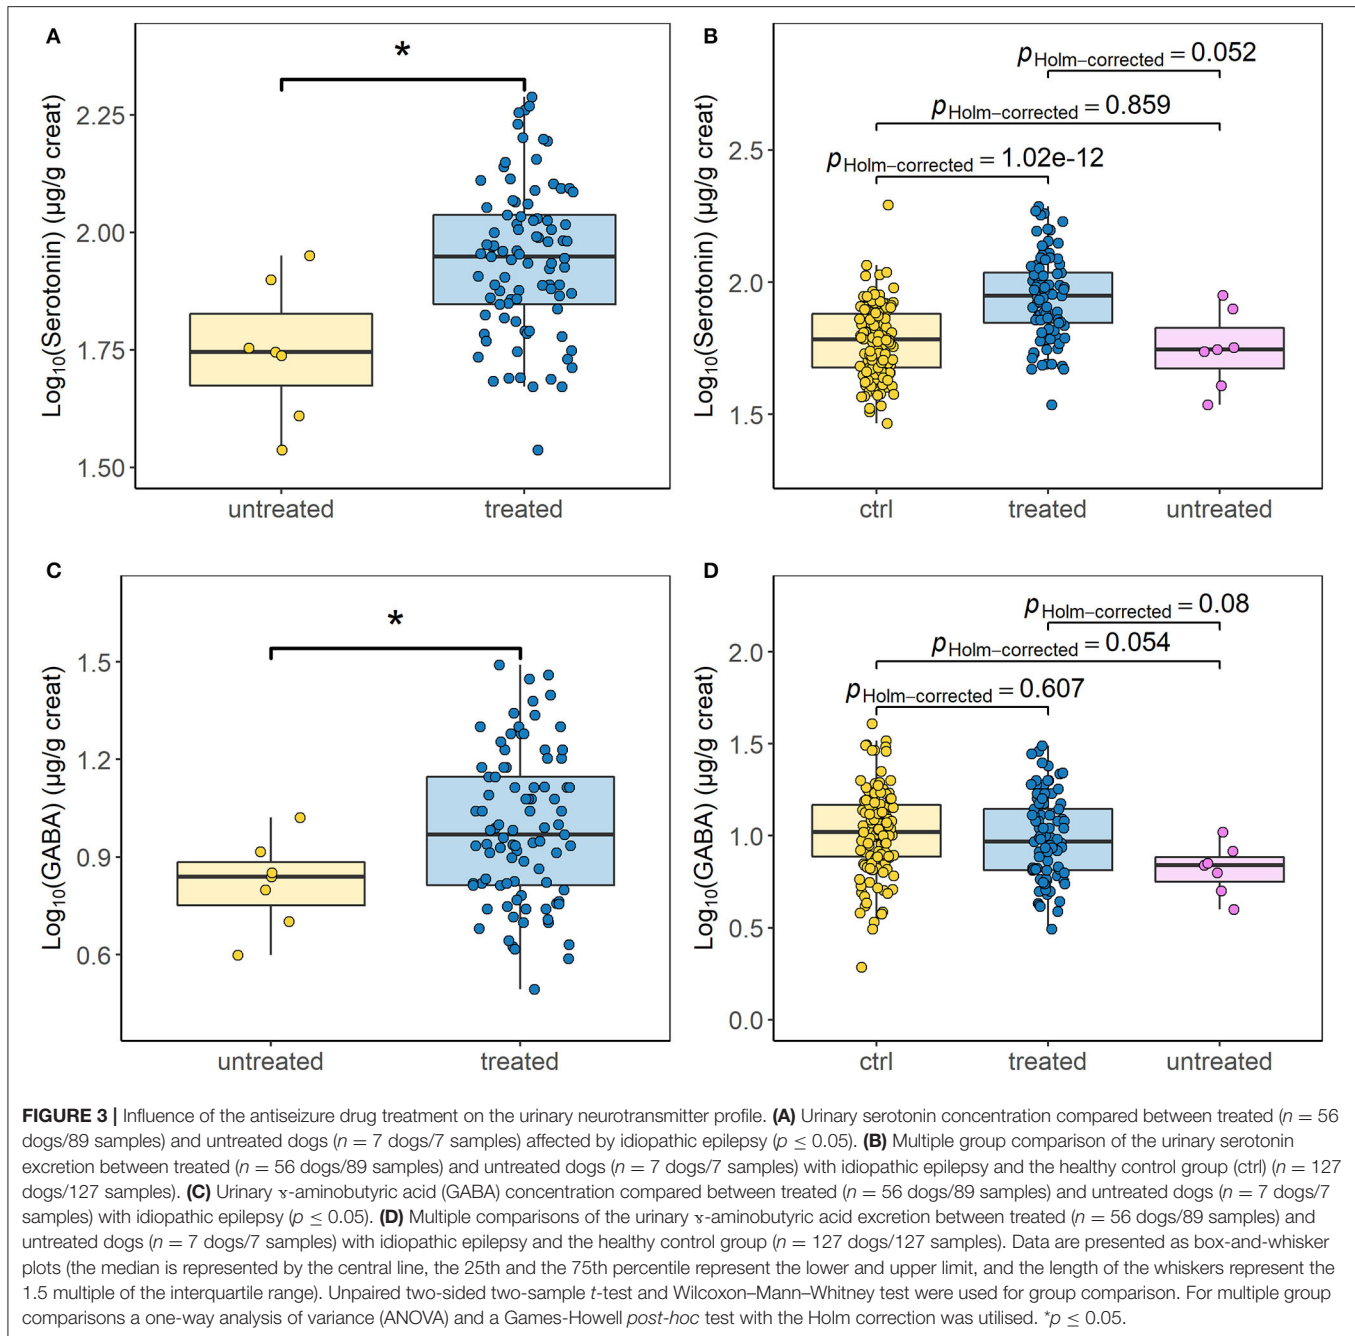 A
*
Log10(Serotonin) (µg/g creat)
2.25
2.00
1.75
1.50
untreated
treated
B
pHolm–corrected = 0.052
pHolm–corrected = 0.859
pHolm–corrected = 1.02e-12
Log10(Serotonin) (µg/g creat)
2.5
2.0
1.5
ctrl
treated
untreated
C
*
Log10(GABA) (µg/g creat)
1.5
1.2
0.9
0.6
untreated
treated
D
pHolm–corrected = 0.08
pHolm–corrected = 0.054
pHolm–corrected = 0.607
Log10(GABA) (µg/g creat)
2.0
1.5
1.0
0.5
0.0
ctrl
treated
untreated
FIGURE 3 | Influence of the antiseizure drug treatment on the urinary neurotransmitter profile. (A) Urinary serotonin concentration compared between treated (n = 56
dogs/89 samples) and untreated dogs (n = 7 dogs/7 samples) affected by idiopathic epilepsy (p ≤ 0.05). (B) Multiple group comparison of the urinary serotonin
excretion between treated (n = 56 dogs/89 samples) and untreated dogs (n = 7 dogs/7 samples) with idiopathic epilepsy and the healthy control group (ctrl) (n = 127
dogs/127 samples). (C) Urinary ɤ-aminobutyric acid (GABA) concentration compared between treated (n = 56 dogs/89 samples) and untreated dogs (n = 7 dogs/7
samples) with idiopathic epilepsy (p ≤ 0.05). (D) Multiple comparisons of the urinary ɤ-aminobutyric acid excretion between treated (n = 56 dogs/89 samples) and
untreated dogs (n = 7 dogs/7 samples) with idiopathic epilepsy and the healthy control group (n = 127 dogs/127 samples). Data are presented as box-and-whisker
plots (the median is represented by the central line, the 25th and the 75th percentile represent the lower and upper limit, and the length of the whiskers represent the
1.5 multiple of the interquartile range). Unpaired two-sided two-sample t-test and Wilcoxon–Mann–Whitney test were used for group comparison. For multiple group
comparisons a one-way analysis of variance (ANOVA) and a Games-Howell post-hoc test with the Holm correction was utilised. *p ≤ 0.05.